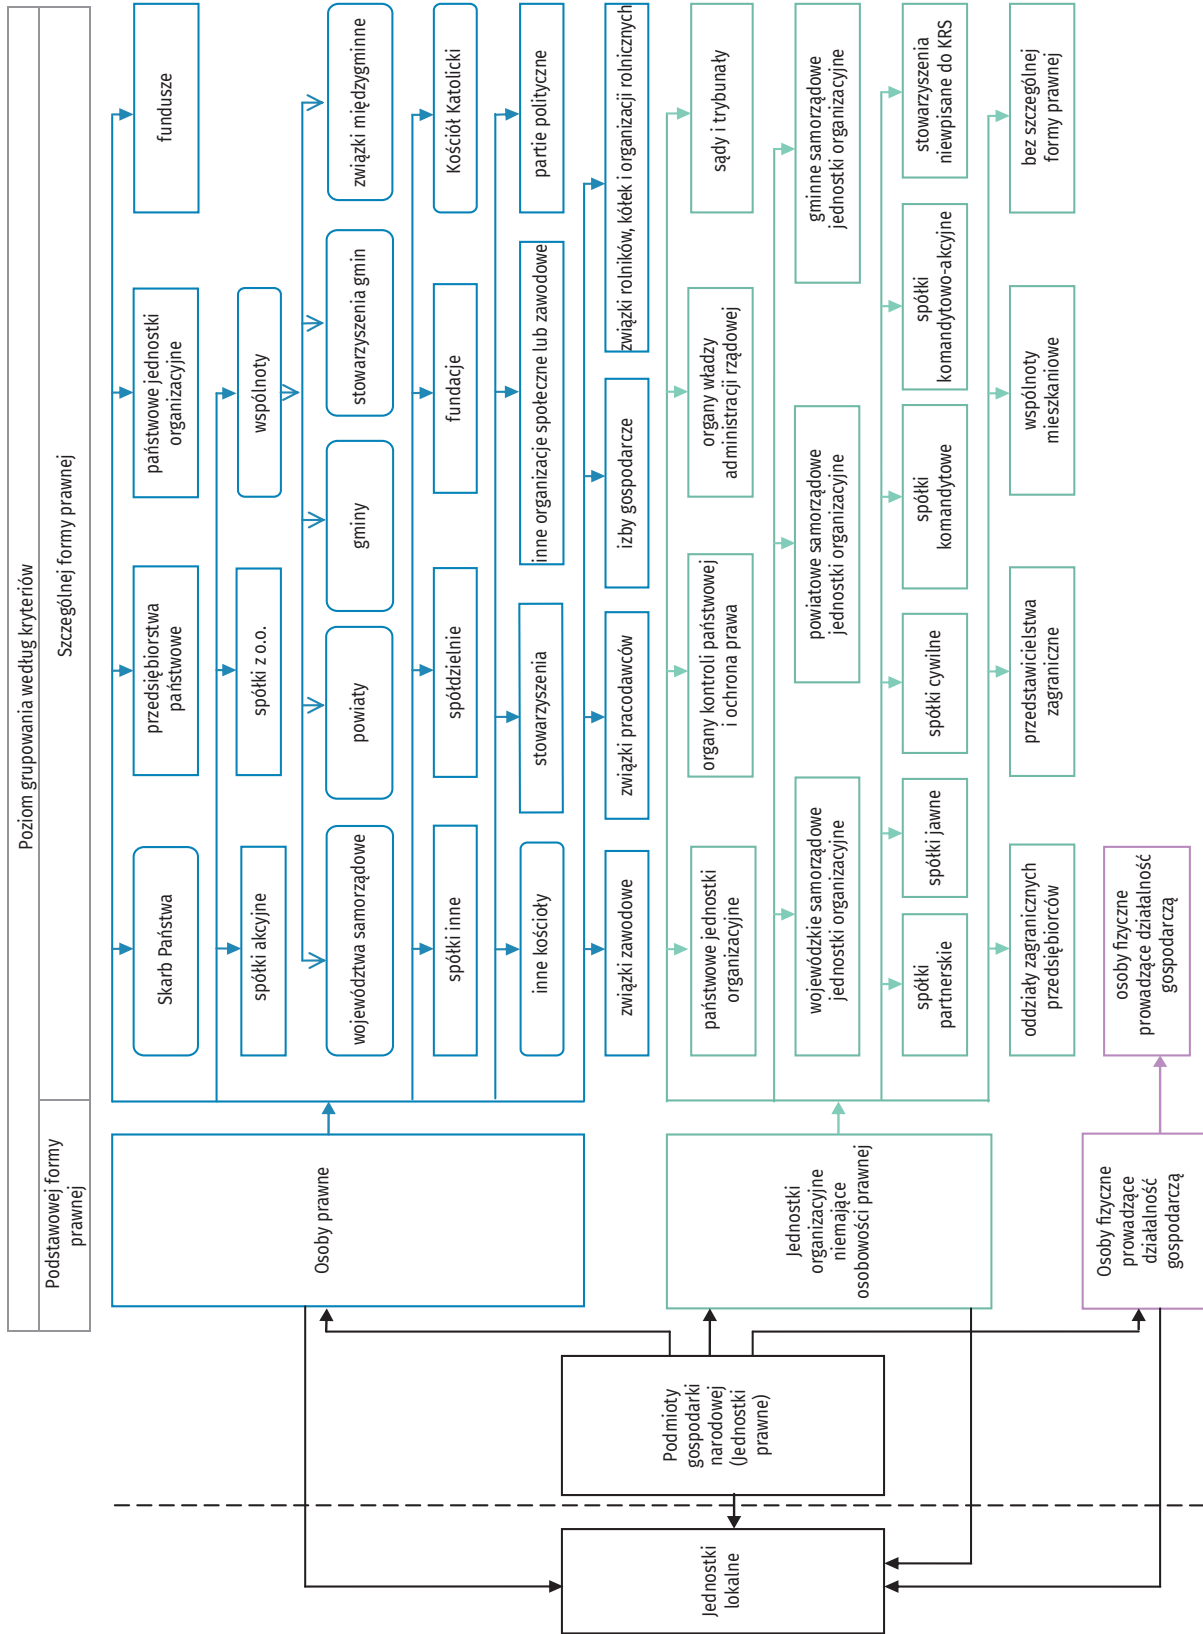 Poziom grupowania według kryteriów
Podstawowej formy
prawnej
Szczególnej formy prawnej
Jednostki
lokalne
Podmioty
gospodarki
narodowej
(Jednostki
prawne)
Osoby prawne
Skarb Państwa
przedsiębiorstwa
państwowe
państwowe jednostki
organizacyjne
fundusze
spółki akcyjne
spółki z o.o.
wspólnoty
województwa samorządowe
powiaty
gminy
stowarzyszenia gmin
związki międzygminne
spółki inne
spółdzielnie
fundacje
Kościół Katolicki
inne kościoły
stowarzyszenia
inne organizacje społeczne lub zawodowe
partie polityczne
związki zawodowe
związki pracodawców
izby gospodarcze
związki rolników, kółek i organizacji rolniczych
Jednostki
organizacyjne
niemające
osobowości prawnej
państwowe jednostki
organizacyjne
organy kontroli państwowej
i ochrona prawa
organy władzy
administracji rządowej
sądy i trybunały
wojewódzkie samorządowe
jednostki organizacyjne
powiatowe samorządowe
jednostki organizacyjne
gminne samorządowe
jednostki organizacyjne
spółki
partnerskie
spółki jawne
spółki cywilne
spółki
komandytowe
spółki
komandytowo-akcyjne
stowarzyszenia
niewpisane do KRS
oddziały zagranicznych
przedsiębiorców
przedstawicielstwa
zagraniczne
wspólnoty
mieszkaniowe
bez szczególnej
formy prawnej
Osoby fizyczne
prowadzące
działalność
gospodarczą
osoby fizyczne
prowadzące działalność
gospodarczą